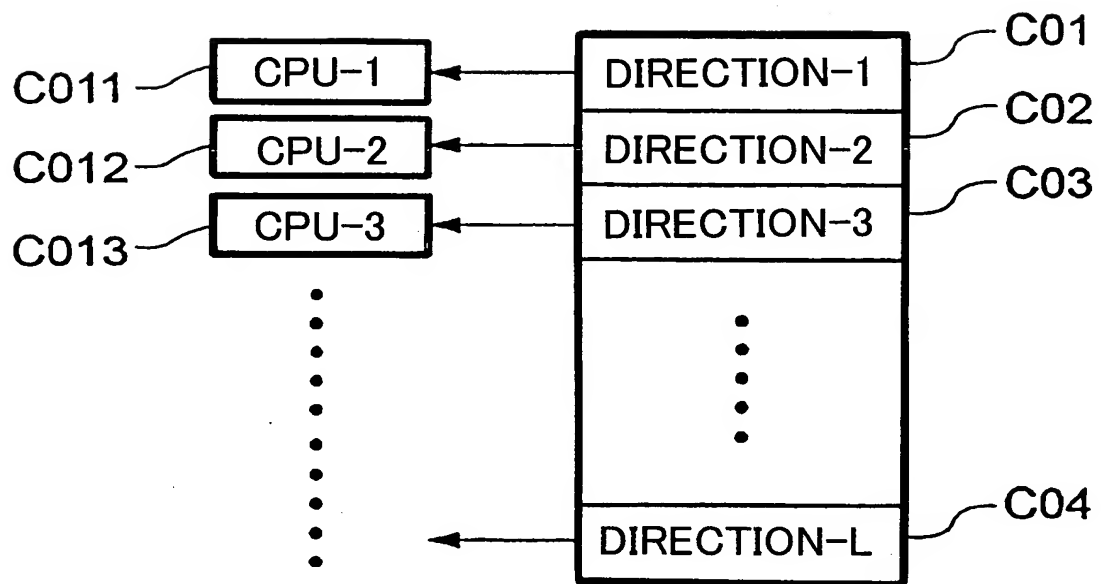 C01
C011
CPU-1
DIRECTION-1
C02
C012
CPU-2
DIRECTION-2
C03
C013
CPU-3
DIRECTION-3
C04
DIRECTION-L